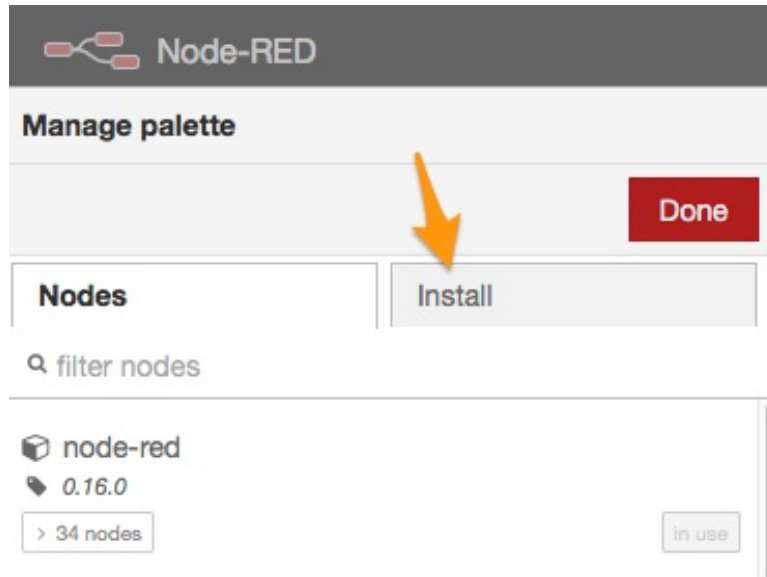 Node-RED
Manage palette
Done
Nodes
Install
filter nodes
node-red
0.16.0
> 34 nodes
in use